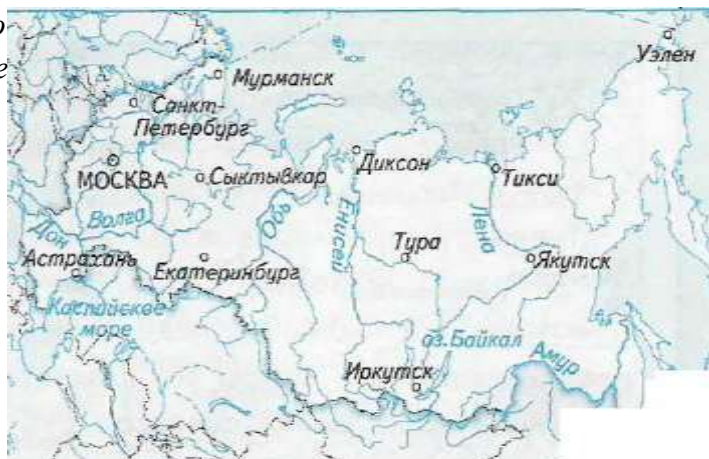 о
е
Уэлен
Мурманск
Санкт-
Петербург
Диксон
МОСКВА
Сыктывкар
Тикси
Обь
Енисей
Лена
Волга
Дон
Тура
Астрахань
Екатеринбург
Якутск
Каспийское
море
оз. Байкал
Амур
Иркутск